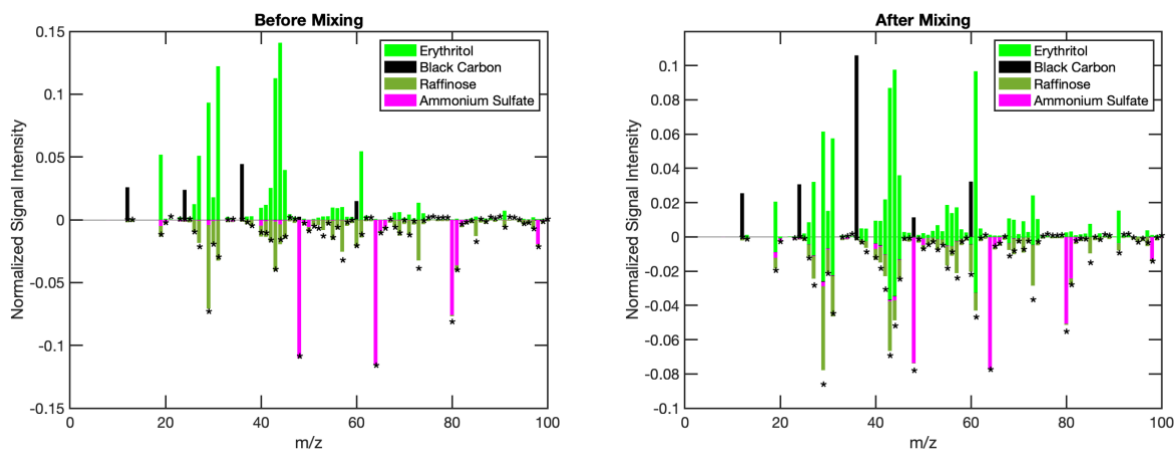 Before Mixing
0.15
0.1
0.05
0
-0.05
-0.1
-0.15
Normalized Signal Intensity
0 20 40 60 80 100
m/z
Erythritol
Black Carbon
Raffinose
Ammonium Sulfate
After Mixing
0.1
0.08
0.06
0.04
0.02
0
-0.02
-0.04
-0.06
-0.08
-0.1
Normalized Signal Intensity
0 20 40 60 80 100
m/z
Erythritol
Black Carbon
Raffinose
Ammonium Sulfate